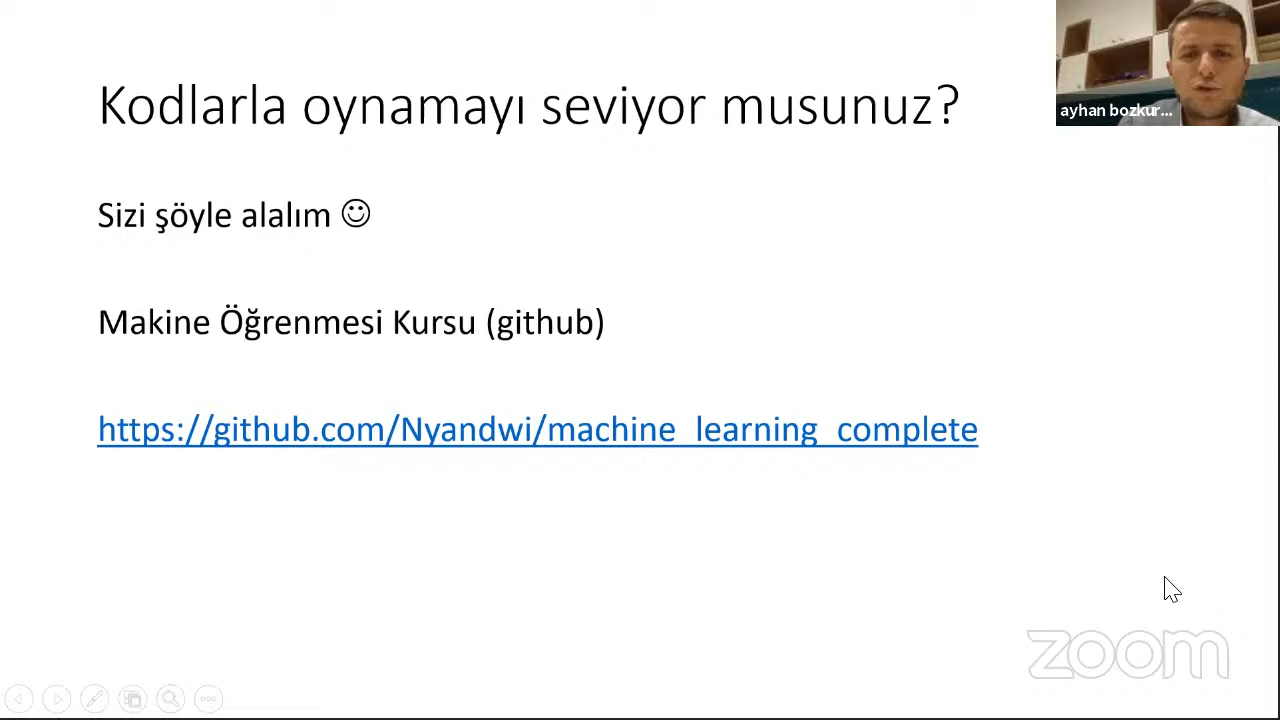 Kodlarla oynamayı seviyor musunuz?
ayhan bozkur...
Sizi şöyle alalım ☺
Makine Öğrenmesi Kursu (github)
https://github.com/Nyandwi/machine_learning_complete
zoom